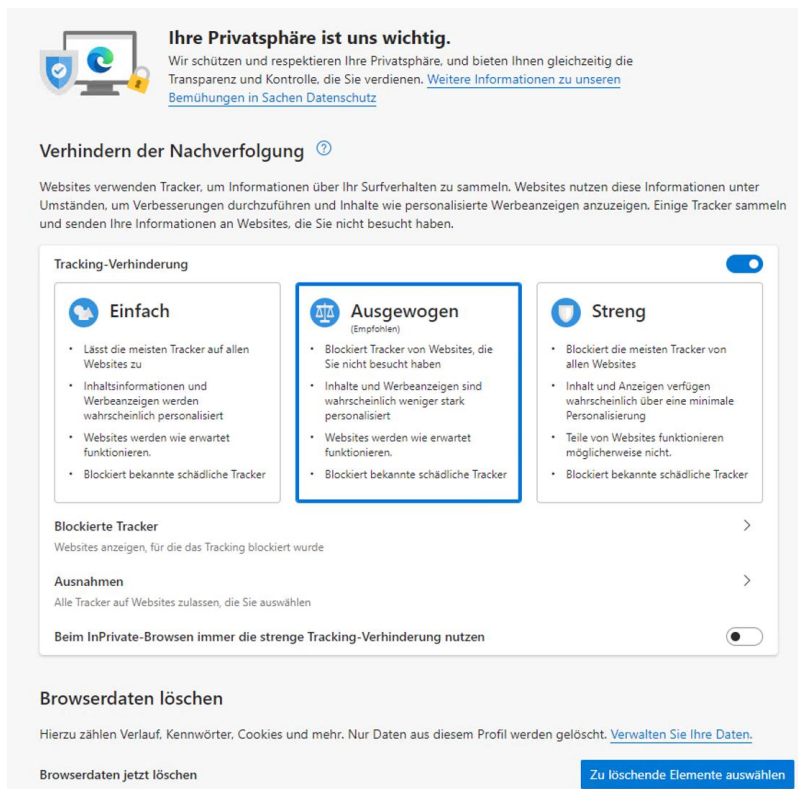 Ihre Privatsphäre ist uns wichtig.
Wir schützen und respektieren Ihre Privatsphäre, und bieten Ihnen gleichzeitig die
Transparenz und Kontrolle, die Sie verdienen. Weitere Informationen zu unseren
Bemühungen in Sachen Datenschutz
Verhindern der Nachverfolgung
Websites verwenden Tracker, um Informationen über Ihr Surfverhalten zu sammeln. Websites nutzen diese Informationen unter
Umständen, um Verbesserungen durchzuführen und Inhalte wie personalisierte Werbeanzeigen anzuzeigen. Einige Tracker sammeln
und senden Ihre Informationen an Websites, die Sie nicht besucht haben.
Tracking-Verhinderung
Einfach
• Lässt die meisten Tracker auf allen
Websites zu
• Inhaltsinformationen und
Werbeanzeigen werden
wahrscheinlich personalisiert
• Websites werden wie erwartet
funktionieren.
• Blockiert bekannte schädliche Tracker
Ausgewogen
(Empfohlen)
• Blockiert Tracker von Websites, die
Sie nicht besucht haben
• Inhalte und Werbeanzeigen sind
wahrscheinlich weniger stark
personalisiert
• Websites werden wie erwartet
funktionieren.
• Blockiert bekannte schädliche Tracker
Streng
• Blockiert die meisten Tracker von
allen Websites
• Inhalt und Anzeigen verfügen
wahrscheinlich über eine minimale
Personalisierung
• Teile von Websites funktionieren
möglicherweise nicht.
• Blockiert bekannte schädliche Tracker
Blockierte Tracker
Websites anzeigen, für die das Tracking blockiert wurde
Ausnahmen
Alle Tracker auf Websites zulassen, die Sie auswählen
Beim InPrivate-Browsen immer die strenge Tracking-Verhinderung nutzen
Browserdaten löschen
Hierzu zählen Verlauf, Kennwörter, Cookies und mehr. Nur Daten aus diesem Profil werden gelöscht. Verwalten Sie Ihre Daten.
Browserdaten jetzt löschen
Zu löschende Elemente auswählen